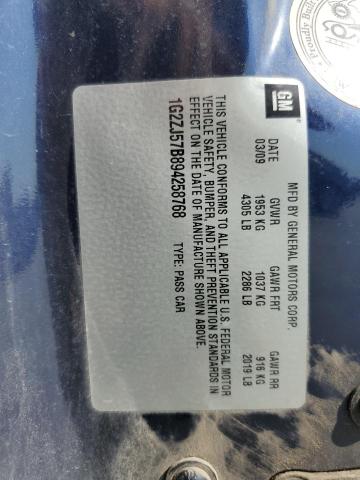 GM
MFD BY GENERAL MOTORS CORP.
DATE GVWR GAWR FRT GAWR RR
03/09 1953 KG 1037 KG 916 KG
4305 LB 2286 LB 2019 LB
THIS VEHICLE CONFORMS TO ALL APPLICABLE U.S. FEDERAL MOTOR
VEHICLE SAFETY, BUMPER, AND THEFT PREVENTION STANDARDS IN
EFFECT ON THE DATE OF MANUFACTURE SHOWN ABOVE.
1G2ZJ57B894258768 TYPE: PASS CAR
Proudly